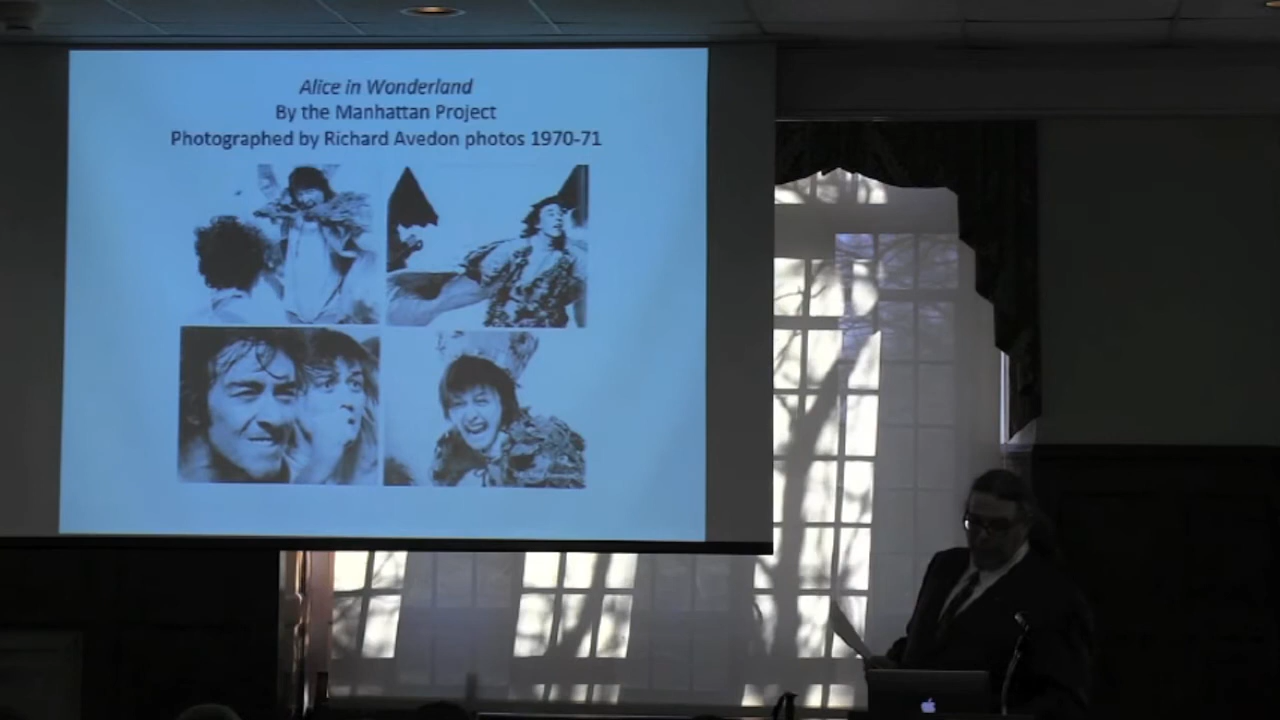 Alice in Wonderland
By the Manhattan Project
Photographed by Richard Avedon photos 1970-71